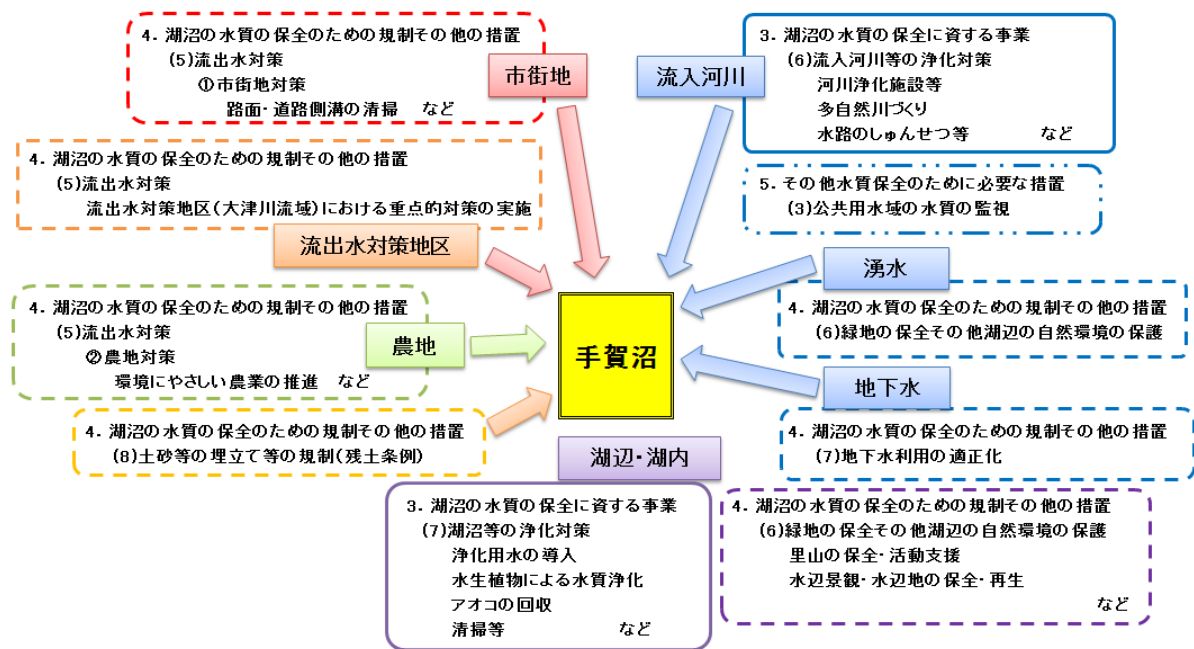 4. 湖沼の水質の保全のための規制その他の措置
(5)流出水対策
①市街地対策
路面・道路側溝の清掃　など
市街地
流入河川
3. 湖沼の水質の保全に資する事業
(6)流入河川等の浄化対策
河川浄化施設等
多自然川づくり
水路のしゅんせつ等　など
4. 湖沼の水質の保全のための規制その他の措置
(5)流出水対策
流出水対策地区(大津川流域)における重点的対策の実施
流出水対策地区
5. その他水質保全のために必要な措置
(3)公共用水域の水質の監視
湧水
4. 湖沼の水質の保全のための規制その他の措置
(6)緑地の保全その他湖辺の自然環境の保護
4. 湖沼の水質の保全のための規制その他の措置
(5)流出水対策
②農地対策
環境にやさしい農業の推進　など
農地
手賀沼
地下水
4. 湖沼の水質の保全のための規制その他の措置
(7)地下水利用の適正化
4. 湖沼の水質の保全のための規制その他の措置
(8)土砂等の埋立て等の規制(残土条例)
湖辺・湖内
3. 湖沼の水質の保全に資する事業
(7)湖沼等の浄化対策
浄化用水の導入
水生植物による水質浄化
アオコの回収
清掃等　など
4. 湖沼の水質の保全のための規制その他の措置
(6)緑地の保全その他湖辺の自然環境の保護
里山の保全・活動支援
水辺景観・水辺地の保全・再生
など